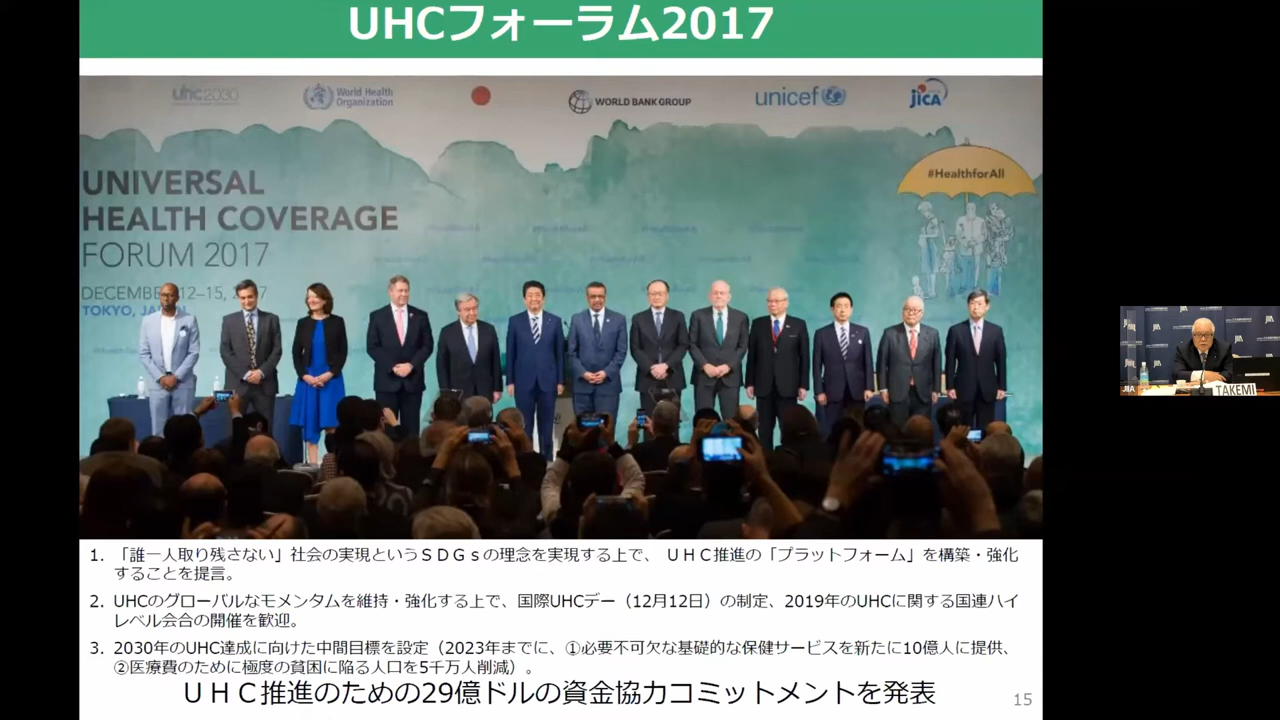 UHCフォーラム2017
uhc2030
World Health
Organization
WORLD BANK GROUP
unicef
jICA
UNIVERSAL
HEALTH COVERAGE
FORUM 2017
#HealthforAll
TOKYO, JAPAN
1. 「誰一人取り残さない」社会の実現というＳＤＧｓの理念を実現する上で、 ＵＨＣ推進の「プラットフォーム」を構築・強化
することを提言。
2. UHCのグローバルなモメンタムを維持・強化する上で、国際UHCデー（12月12日）の制定、2019年のUHCに関する国連ハイ
レベル会合の開催を歓迎。
3. 2030年のUHC達成に向けた中間目標を設定（2023年までに、①必要不可欠な基礎的な保健サービスを新たに10億人に提供、
②医療費のために極度の貧困に陥る人口を5千万人削減）。
ＵＨＣ推進のための29億ドルの資金協力コミットメントを発表
15
JIA
TAKEMI